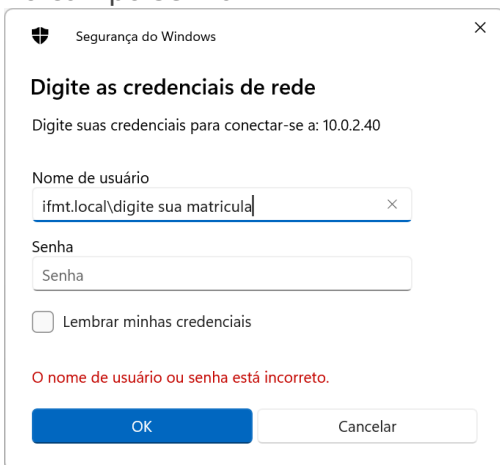 Segurança do Windows
Digite as credenciais de rede
Digite suas credenciais para conectar-se a: 10.0.2.40
Nome de usuário
ifmt.local\digite sua matricula
Senha
Senha
Lembrar minhas credenciais
O nome de usuário ou senha está incorreto.
OK Cancelar